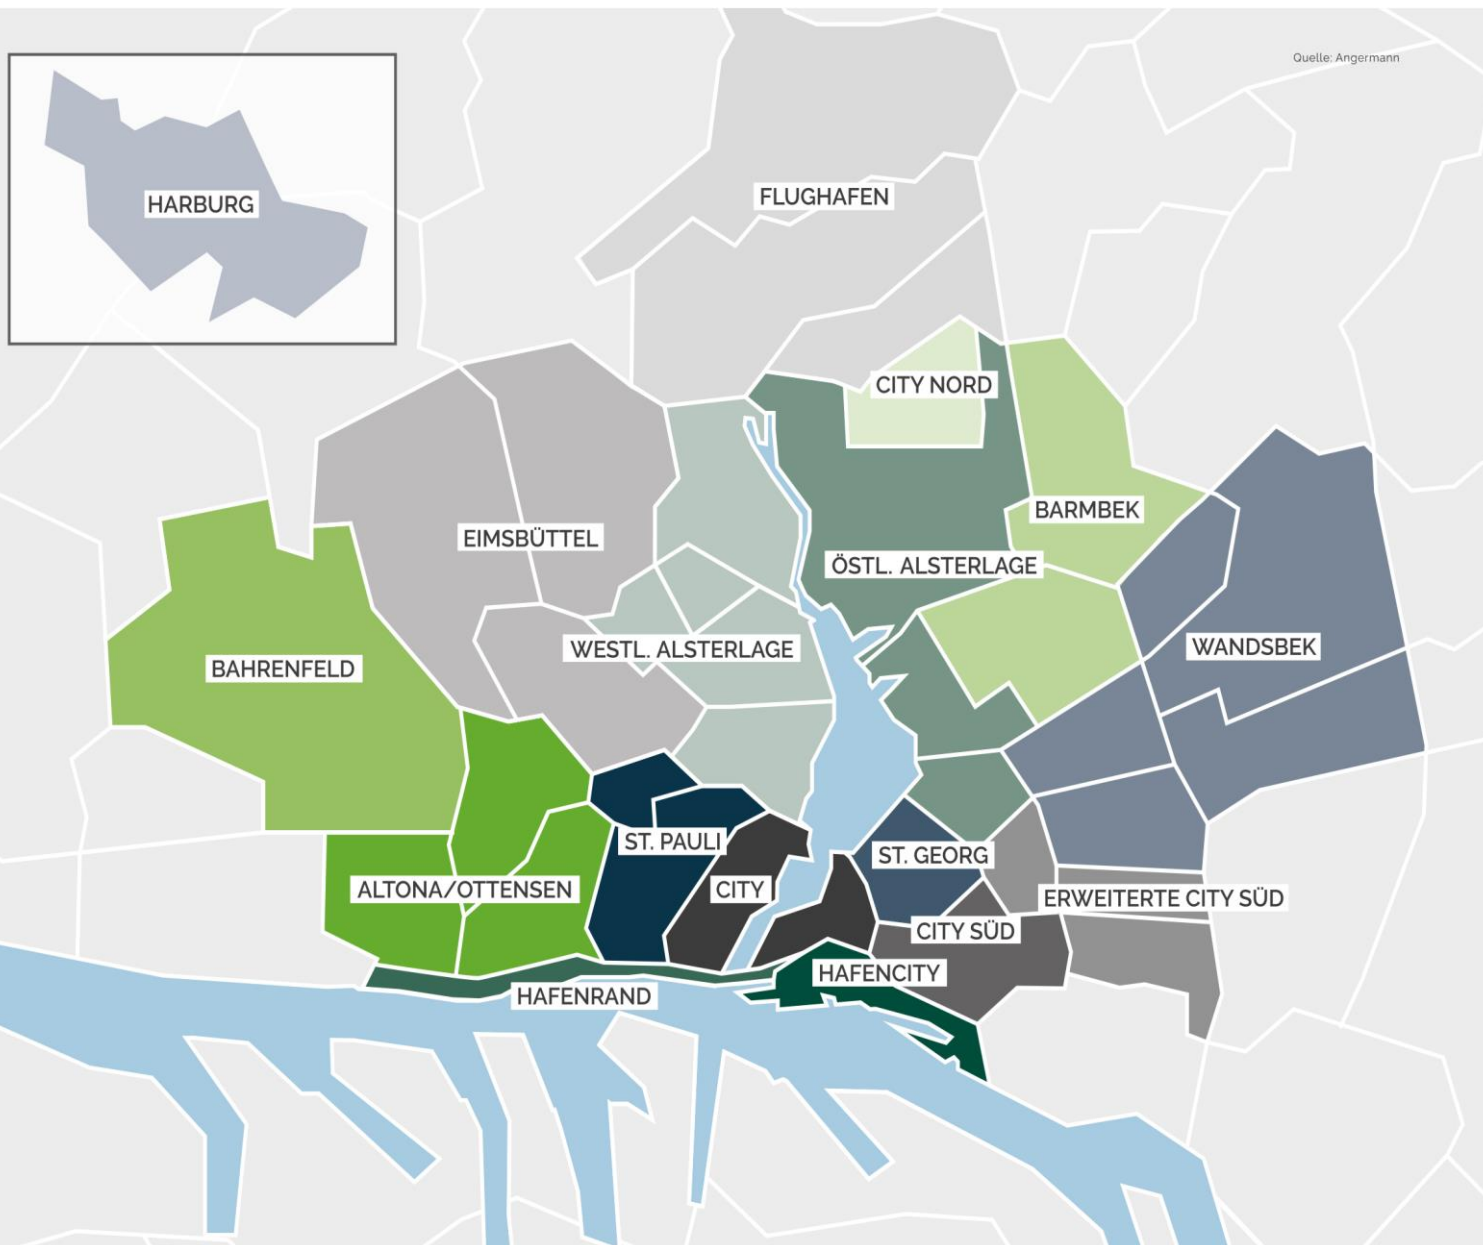 Quelle: Angermann
HARBURG
FLUGHAFEN
CITY NORD
BARMBEK
EIMSBÜTTEL
ÖSTL. ALSTERLAGE
WESTL. ALSTERLAGE
WANDSBEK
BAHRENFELD
ST. PAULI
ST. GEORG
ALTONA/OTTENSEN
CITY
ERWEITERTE CITY SÜD
CITY SÜD
HAFENCITY
HAFENRAND